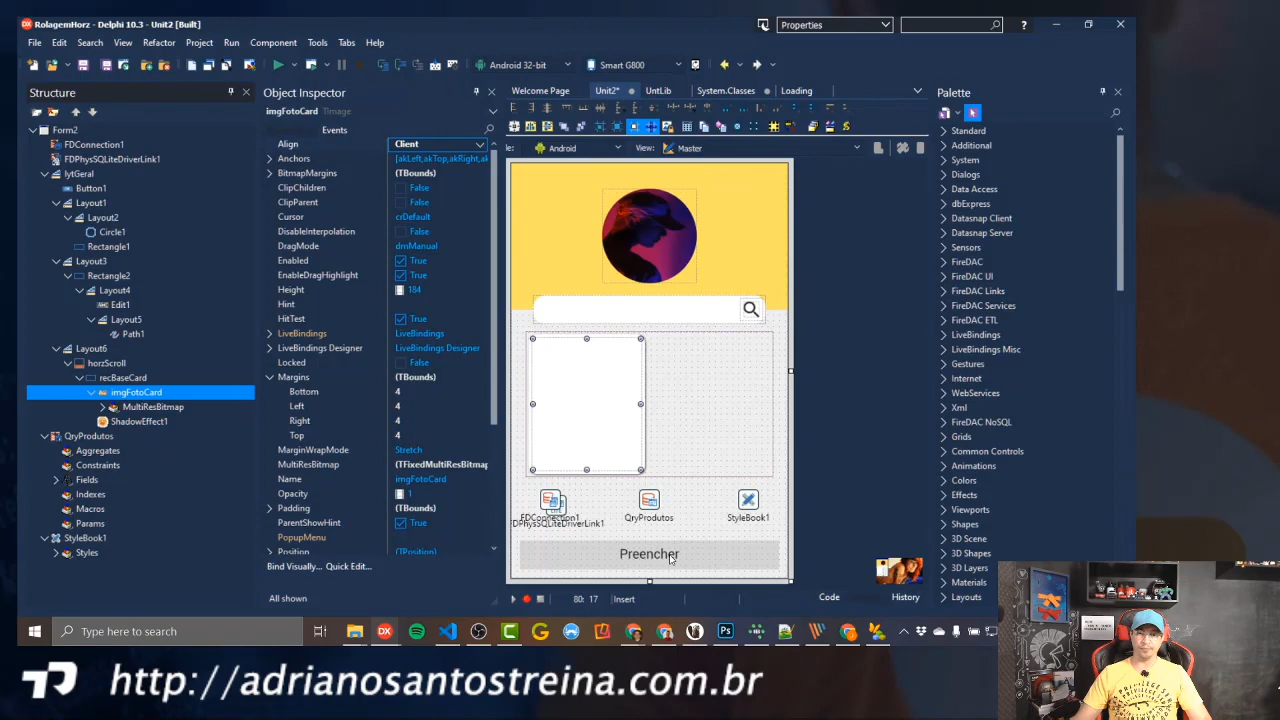 RolagemHorz - Delphi 10.3 - Unit2 [Built]
Properties
?
File Edit Search View Refactor Project Run Component Tools Tabs Help
Android 32-bit
Smart G800
Structure
Form2
FDConnection1
FDPhysSQLiteDriverLink1
lytGeral
Button1
Layout1
Layout2
Circle1
Rectangle1
Layout3
Rectangle2
Layout4
Edit1
Layout5
Path1
Layout6
horzScroll
recBaseCard
imgFotoCard
MultiResBitmap
ShadowEffect1
QryProdutos
Aggregates
Constraints
Fields
Indexes
Macros
Params
StyleBook1
Styles
Object Inspector
imgFotoCard TImage
Events
Align Client
Anchors [akLeft,akTop,akRight,ak
BitmapMargins (TBounds)
ClipChildren False
ClipParent False
Cursor crDefault
DisableInterpolation False
DragMode dmManual
Enabled True
EnableDragHighlight True
Height 184
Hint
HitTest True
LiveBindings LiveBindings
LiveBindings Designer LiveBindings Designer
Locked False
Margins (TBounds)
Bottom 4
Left 4
Right 4
Top 4
MarginWrapMode Stretch
MultiResBitmap (TFixedMultiResBitmap
Name imgFotoCard
Opacity 1
Padding (TBounds)
ParentShowHint True
PopupMenu
Position (TPosition)
Bind Visually... Quick Edit...
All shown
Welcome Page Unit2* UntLib System.Classes Loading
le: Android View: Master
FDConnection1
FDPhysSQLiteDriverLink1
QryProdutos
StyleBook1
Preencher
80: 17 Insert
Code History
Palette
Standard
Additional
System
Dialogs
Data Access
dbExpress
Datasnap Client
Datasnap Server
Sensors
FireDAC
FireDAC UI
FireDAC Links
FireDAC Services
FireDAC ETL
LiveBindings
LiveBindings Misc
Gestures
Internet
WebServices
Xml
FireDAC NoSQL
Grids
Common Controls
Animations
Colors
Effects
Viewports
Shapes
3D Scene
3D Shapes
3D Layers
Materials
Layouts
Type here to search
http://adrianosantostreina.com.br